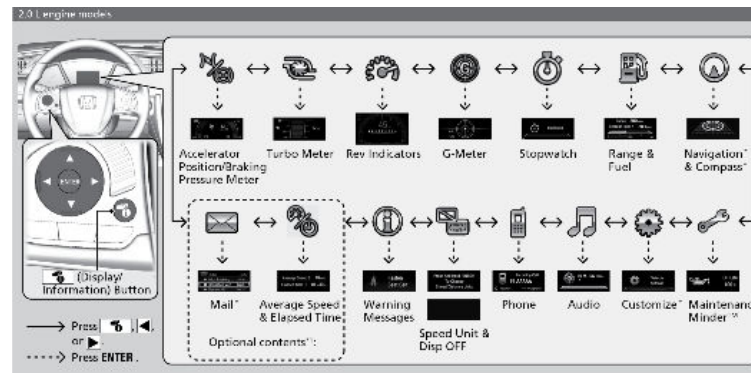 2.0 L engine models
Accelerator
Position/Braking
Pressure Meter
Turbo Meter
Rev Indicators
G-Meter
Stopwatch
Range &
Fuel
Navigation*
& Compass*
ENTER
(Display/
Information) Button
Mail*
Average Speed
& Elapsed Time
Optional contents*1:
Warning
Messages
Speed Unit &
Disp OFF
Phone
Audio
Customize*
Maintenanc
Minder
Press
or
Press ENTER.